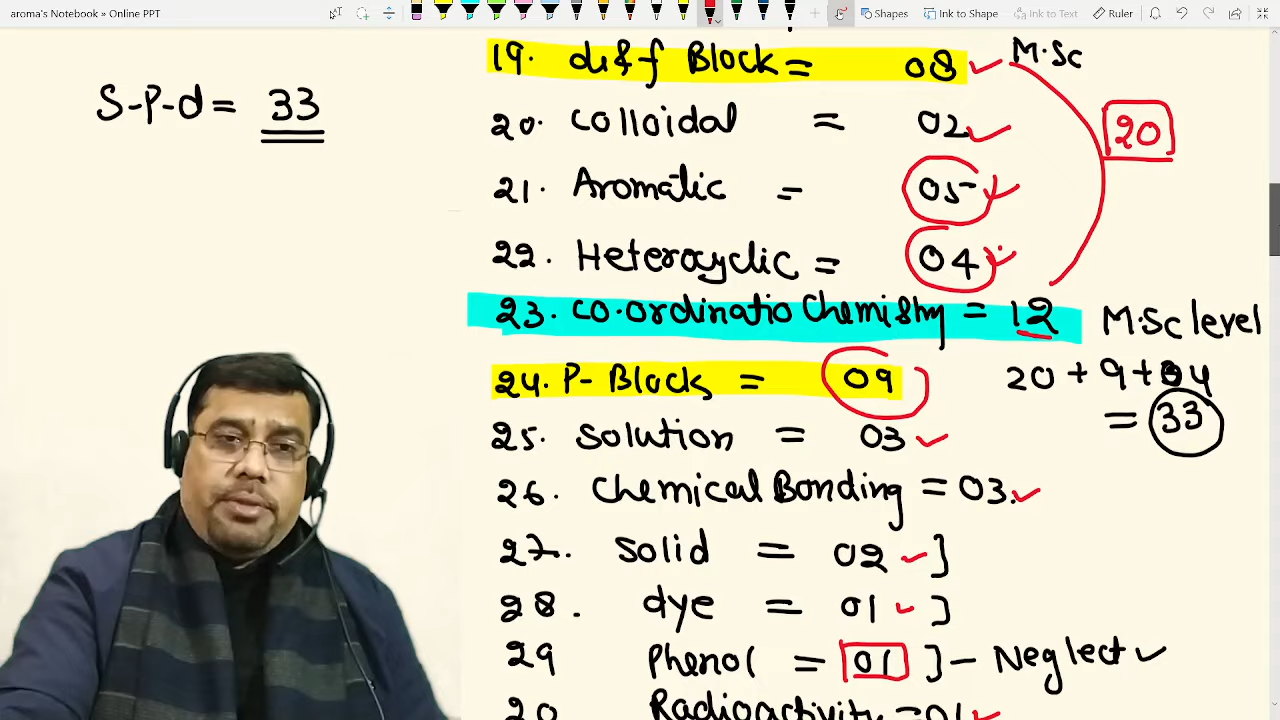 aroma's Notebook » Online PPT
Shapes Ink to Shape Ink to Text Ruler
19. d & f Block = 08 M.Sc
S-P-d = 33
20. Colloidal = 02
20
21. Aromatic = 05
22. Heterocyclic = 04
23. co.ordinatio Chemistry = 12 M.Sc level
24. P-Block = 09 20 + 9 + 04
= 33
25. Solution = 03
26. Chemical Bonding = 03.
27. Solid = 02 ]
28. dye = 01 ]
29 Phenol = 01 ] - Neglect
Radioactivity = 01